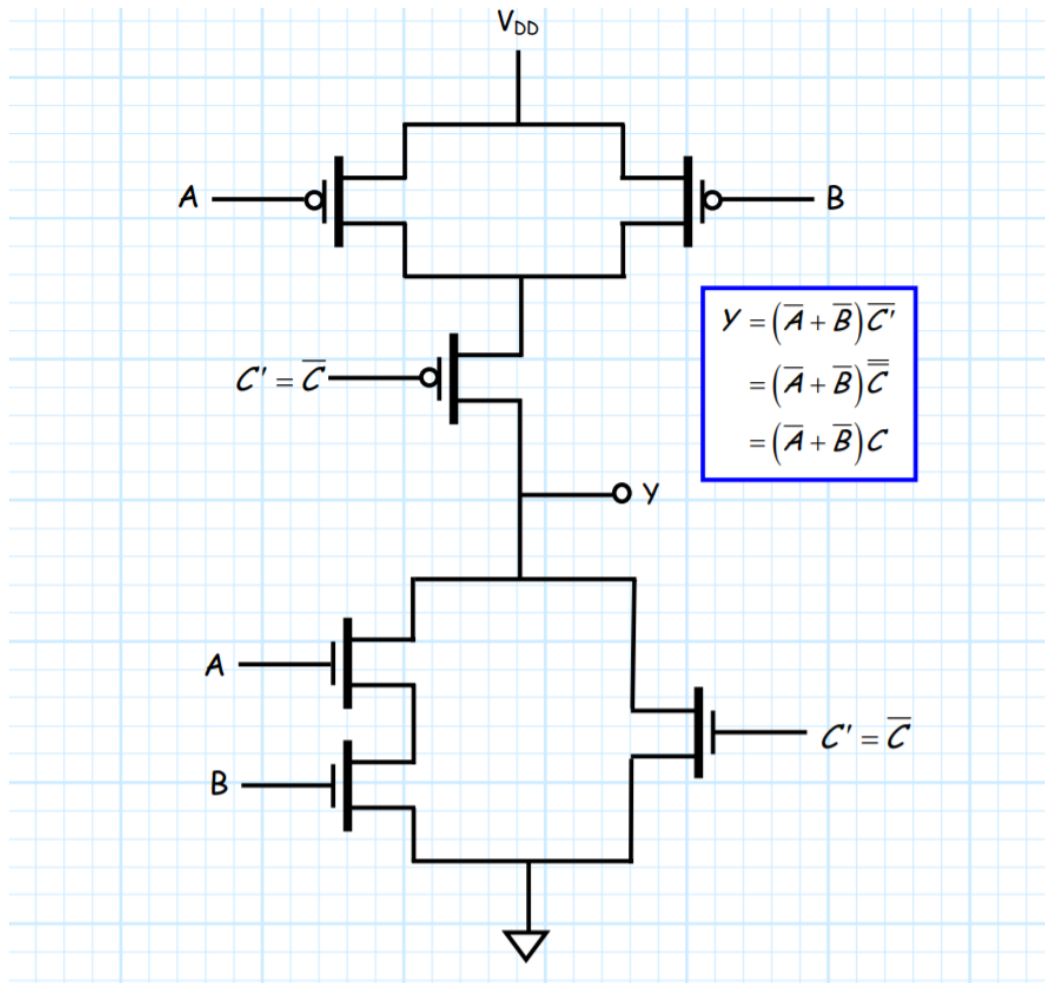 V_DD
A
B
Y = (A̅ + B̅)C̅'̅
C' = C̅
= (A̅ + B̅)C̿
= (A̅ + B̅)C
Y
A
C' = C̅
B